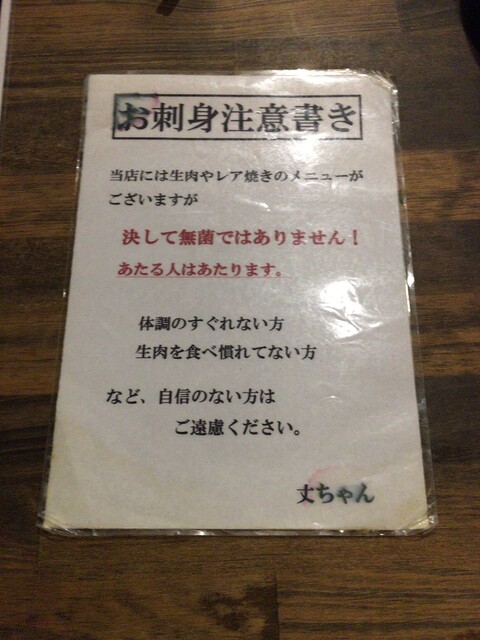 お刺身注意書き
当店には生肉やレア焼きのメニューが
ございますが
決して無菌ではありません！
あたる人はあたります。
体調のすぐれない方
生肉を食べ慣れてない方
など、自信のない方は
ご遠慮ください。
丈ちゃん